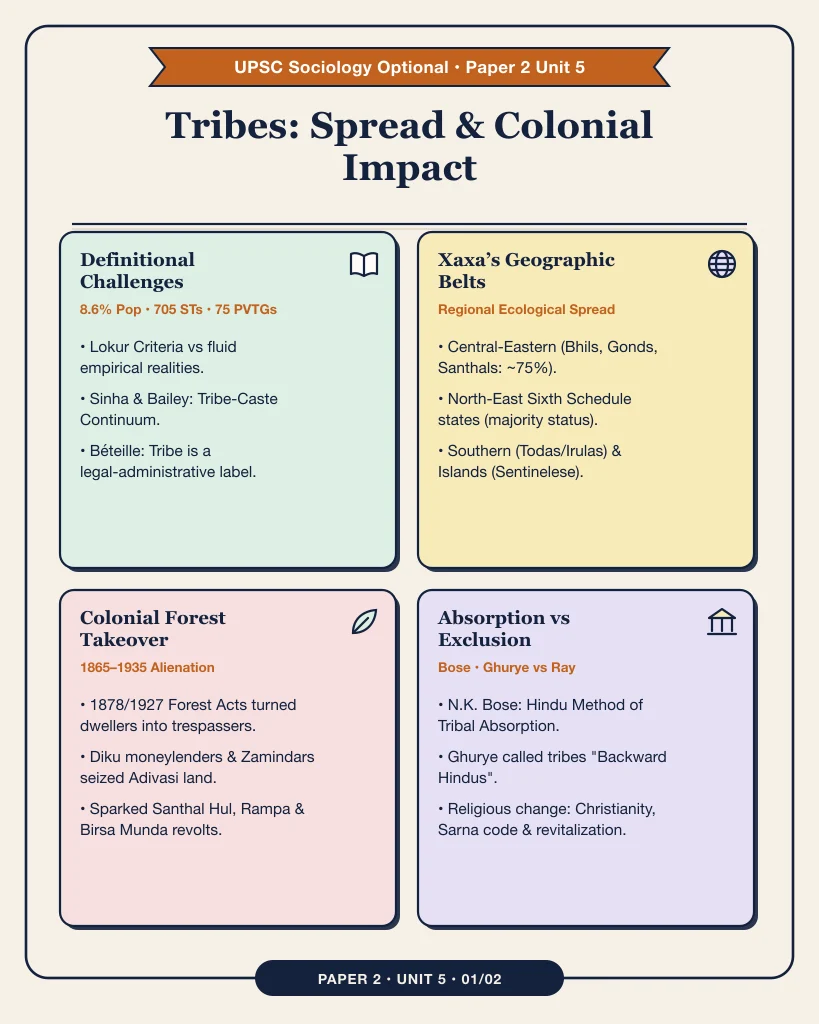 UPSC Sociology Optional • Paper 2 Unit 5
Tribes: Spread & Colonial
Impact
Definitional
Challenges
8.6% Pop • 705 STs • 75 PVTGs
• Lokur Criteria vs fluid
empirical realities.
• Sinha & Bailey: Tribe-Caste
Continuum.
• Béteille: Tribe is a
legal-administrative label.
Xaxa’s Geographic
Belts
Regional Ecological Spread
• Central-Eastern (Bhils, Gonds,
Santhals: ~75%).
• North-East Sixth Schedule
states (majority status).
• Southern (Todas/Irulas) &
Islands (Sentinelese).
Colonial Forest
Takeover
1865–1935 Alienation
• 1878/1927 Forest Acts turned
dwellers into trespassers.
• Diku moneylenders & Zamindars
seized Adivasi land.
• Sparked Santhal Hul, Rampa &
Birsa Munda revolts.
Absorption vs
Exclusion
Bose • Ghurye vs Ray
• N.K. Bose: Hindu Method of
Tribal Absorption.
• Ghurye called tribes "Backward
Hindus".
• Religious change: Christianity,
Sarna code & revitalization.
PAPER 2 • UNIT 5 • 01/02